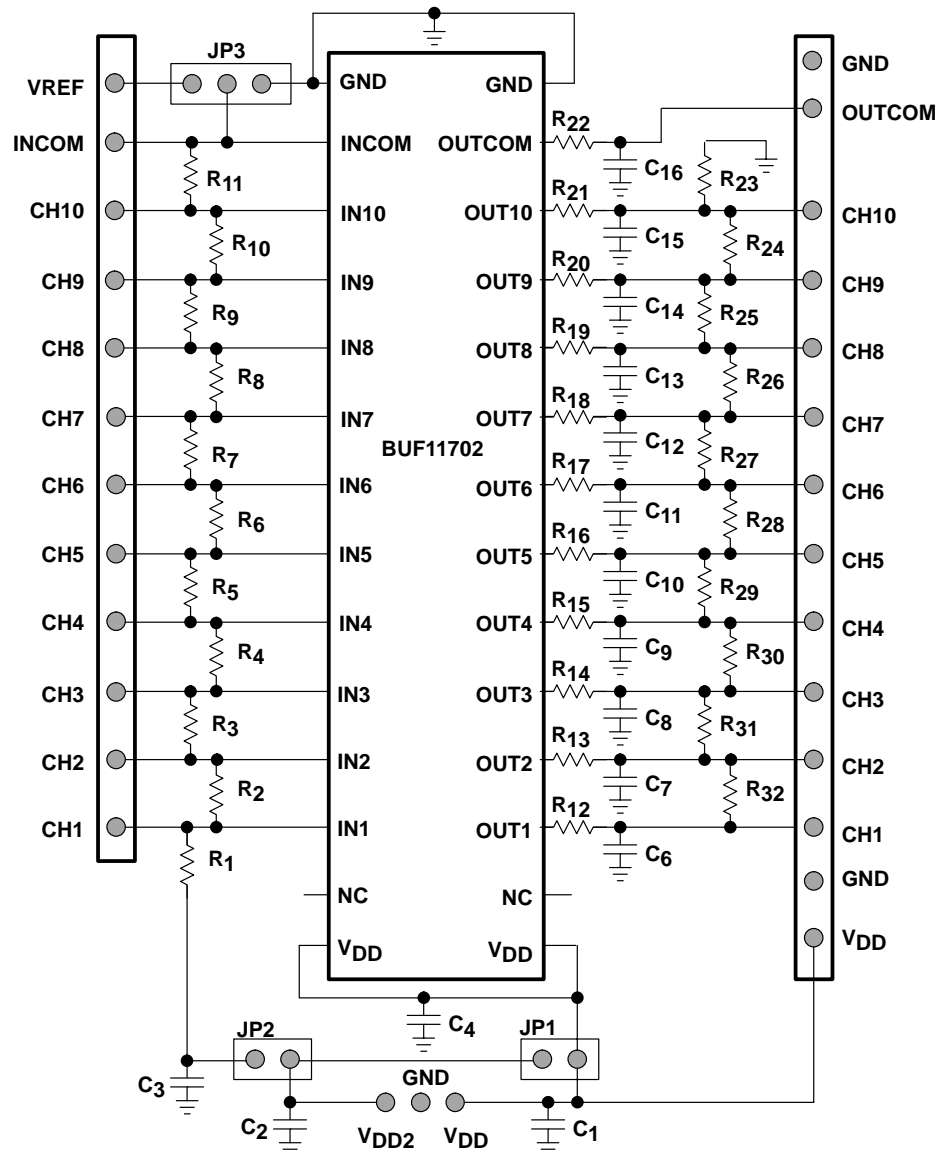 JP3
VREF GND GND GND
OUTCOM
INCOM INCOM OUTCOM R22
C16
R11 R21 R23
CH10 IN10 OUT10 CH10
R10 C15 R24
R20
CH9 IN9 OUT9 CH9
R9 C14 R25
R19
CH8 IN8 OUT8 CH8
R8 C13 R26
R18
CH7 IN7 OUT7 CH7
BUF11702
R7 C12 R27
R17
CH6 IN6 OUT6 CH6
R6 C11 R28
R16
CH5 IN5 OUT5 CH5
R5 C10 R29
R15
CH4 IN4 OUT4 CH4
R4 C9 R30
R14
CH3 IN3 OUT3 CH3
R3 C8 R31
R13
CH2 IN2 OUT2 CH2
R2 C7 R32
R12
CH1 IN1 OUT1 CH1
R1 C6
GND
NC NC
VDD VDD VDD
C4
JP2 JP1
C3 GND
C2 VDD2 VDD C1